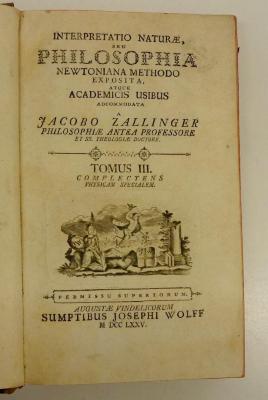 INTERPRETATIO NATURÆ,
SEU
PHILOSOPHIA
NEWTONIANA METHODO
EXPOSITA,
ATQUE
ACADEMICIS USIBUS
ADCOMMODATA
A
JACOBO ZALLINGER
PHILOSOPHIÆ ANTEA PROFESSORE
ET SS. THEOLOGIÆ DOCTORE.
TOMUS III.
COMPLECTENS
PHYSICAM SPECIALEM.
PERMISSU SUPERIORUM.
AUGUSTÆ VINDELICORUM
SUMPTIBUS JOSEPHI WOLFF
M DCC LXXV.